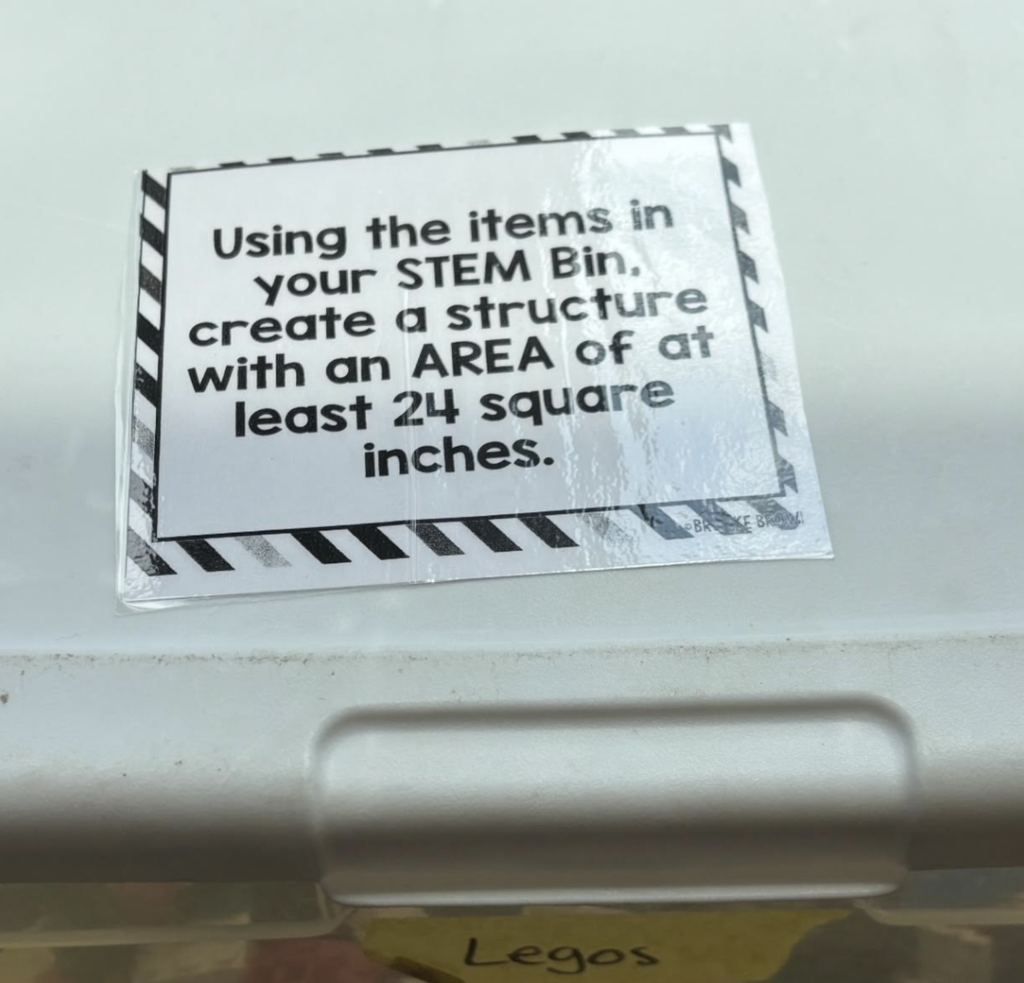 Using the items in
your STEM Bin,
create a structure
with an AREA of at
least 24 square
inches.
Legos